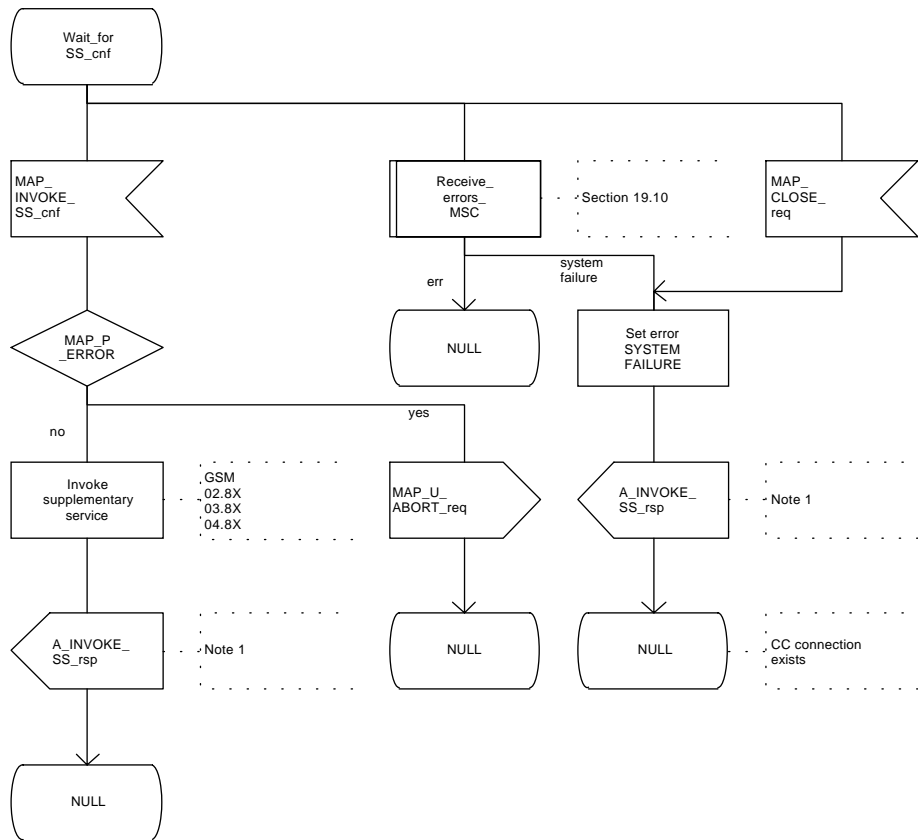 Wait_for
SS_cnf
MAP_
INVOKE_
SS_cnf
Receive_
errors_
MSC
Section 19.10
MAP_
CLOSE_
req
err
system
failure
MAP_P
_ERROR
NULL
Set error
SYSTEM
FAILURE
no
yes
Invoke
supplementary
service
GSM
02.8X
03.8X
04.8X
MAP_U_
ABORT_req
A_INVOKE_
SS_rsp
Note 1
A_INVOKE_
SS_rsp
Note 1
NULL
NULL
CC connection
exists
NULL